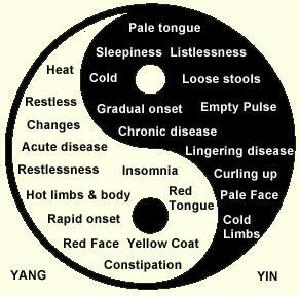 Pale tongue
Sleepiness Listlessness
Heat
Cold
Loose stools
Restless
Gradual onset
Empty Pulse
Changes
Chronic disease
Acute disease
Lingering disease
Restlessness
Insomnia
Curling up
Hot limbs & body
Red
Tongue
Pale Face
Rapid onset
Cold
Limbs
Red Face Yellow Coat
Constipation
YANG
YIN